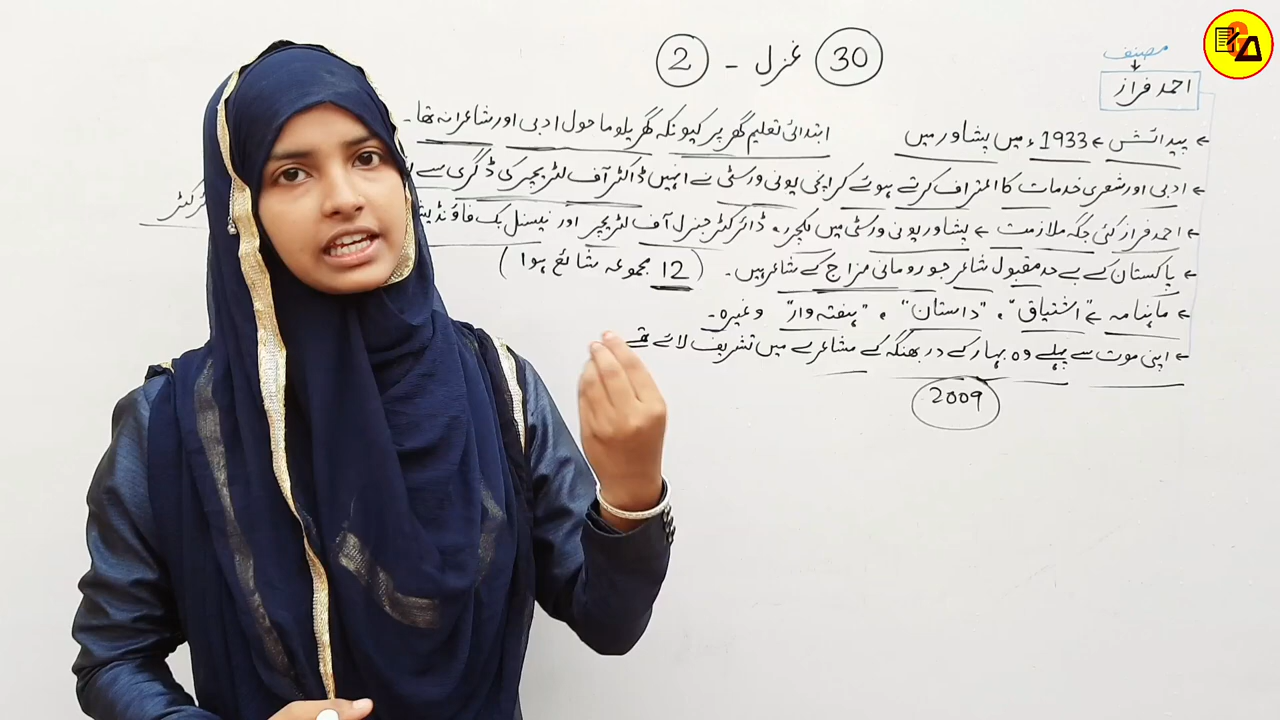 30 غزل - 2
مصنف
احمد فراز
پیدائش 1933ء میں پشاور میں ابتدائی تعلیم گھر پر کیونکہ گھریلو ماحول ادبی اور شاعرانہ تھا۔
ادبی اور شعری خدمات کا اعتراف کرتے ہوئے کراچی یونی ورسٹی نے انہیں ڈاکٹر آف لٹریچر کی ڈگری سے
احمد فراز کئی جگہ ملازمت پشاور یونی ورسٹی میں لکچرر، ڈائرکٹر جنرل آف لٹریچر اور نیشنل بک فاؤنڈیشن
پاکستان کے بے حد مقبول شاعر جو رومانی مزاج کے شاعر ہیں۔ (12 مجموعہ شائع ہوا)
ماہنامہ "اشتیاق"، "داستان"، "ہفتہ وار" وغیرہ۔
اپنی موت سے پہلے وہ بہار کے دربھنگہ کے مشاعرے میں تشریف لائے تھے
2009